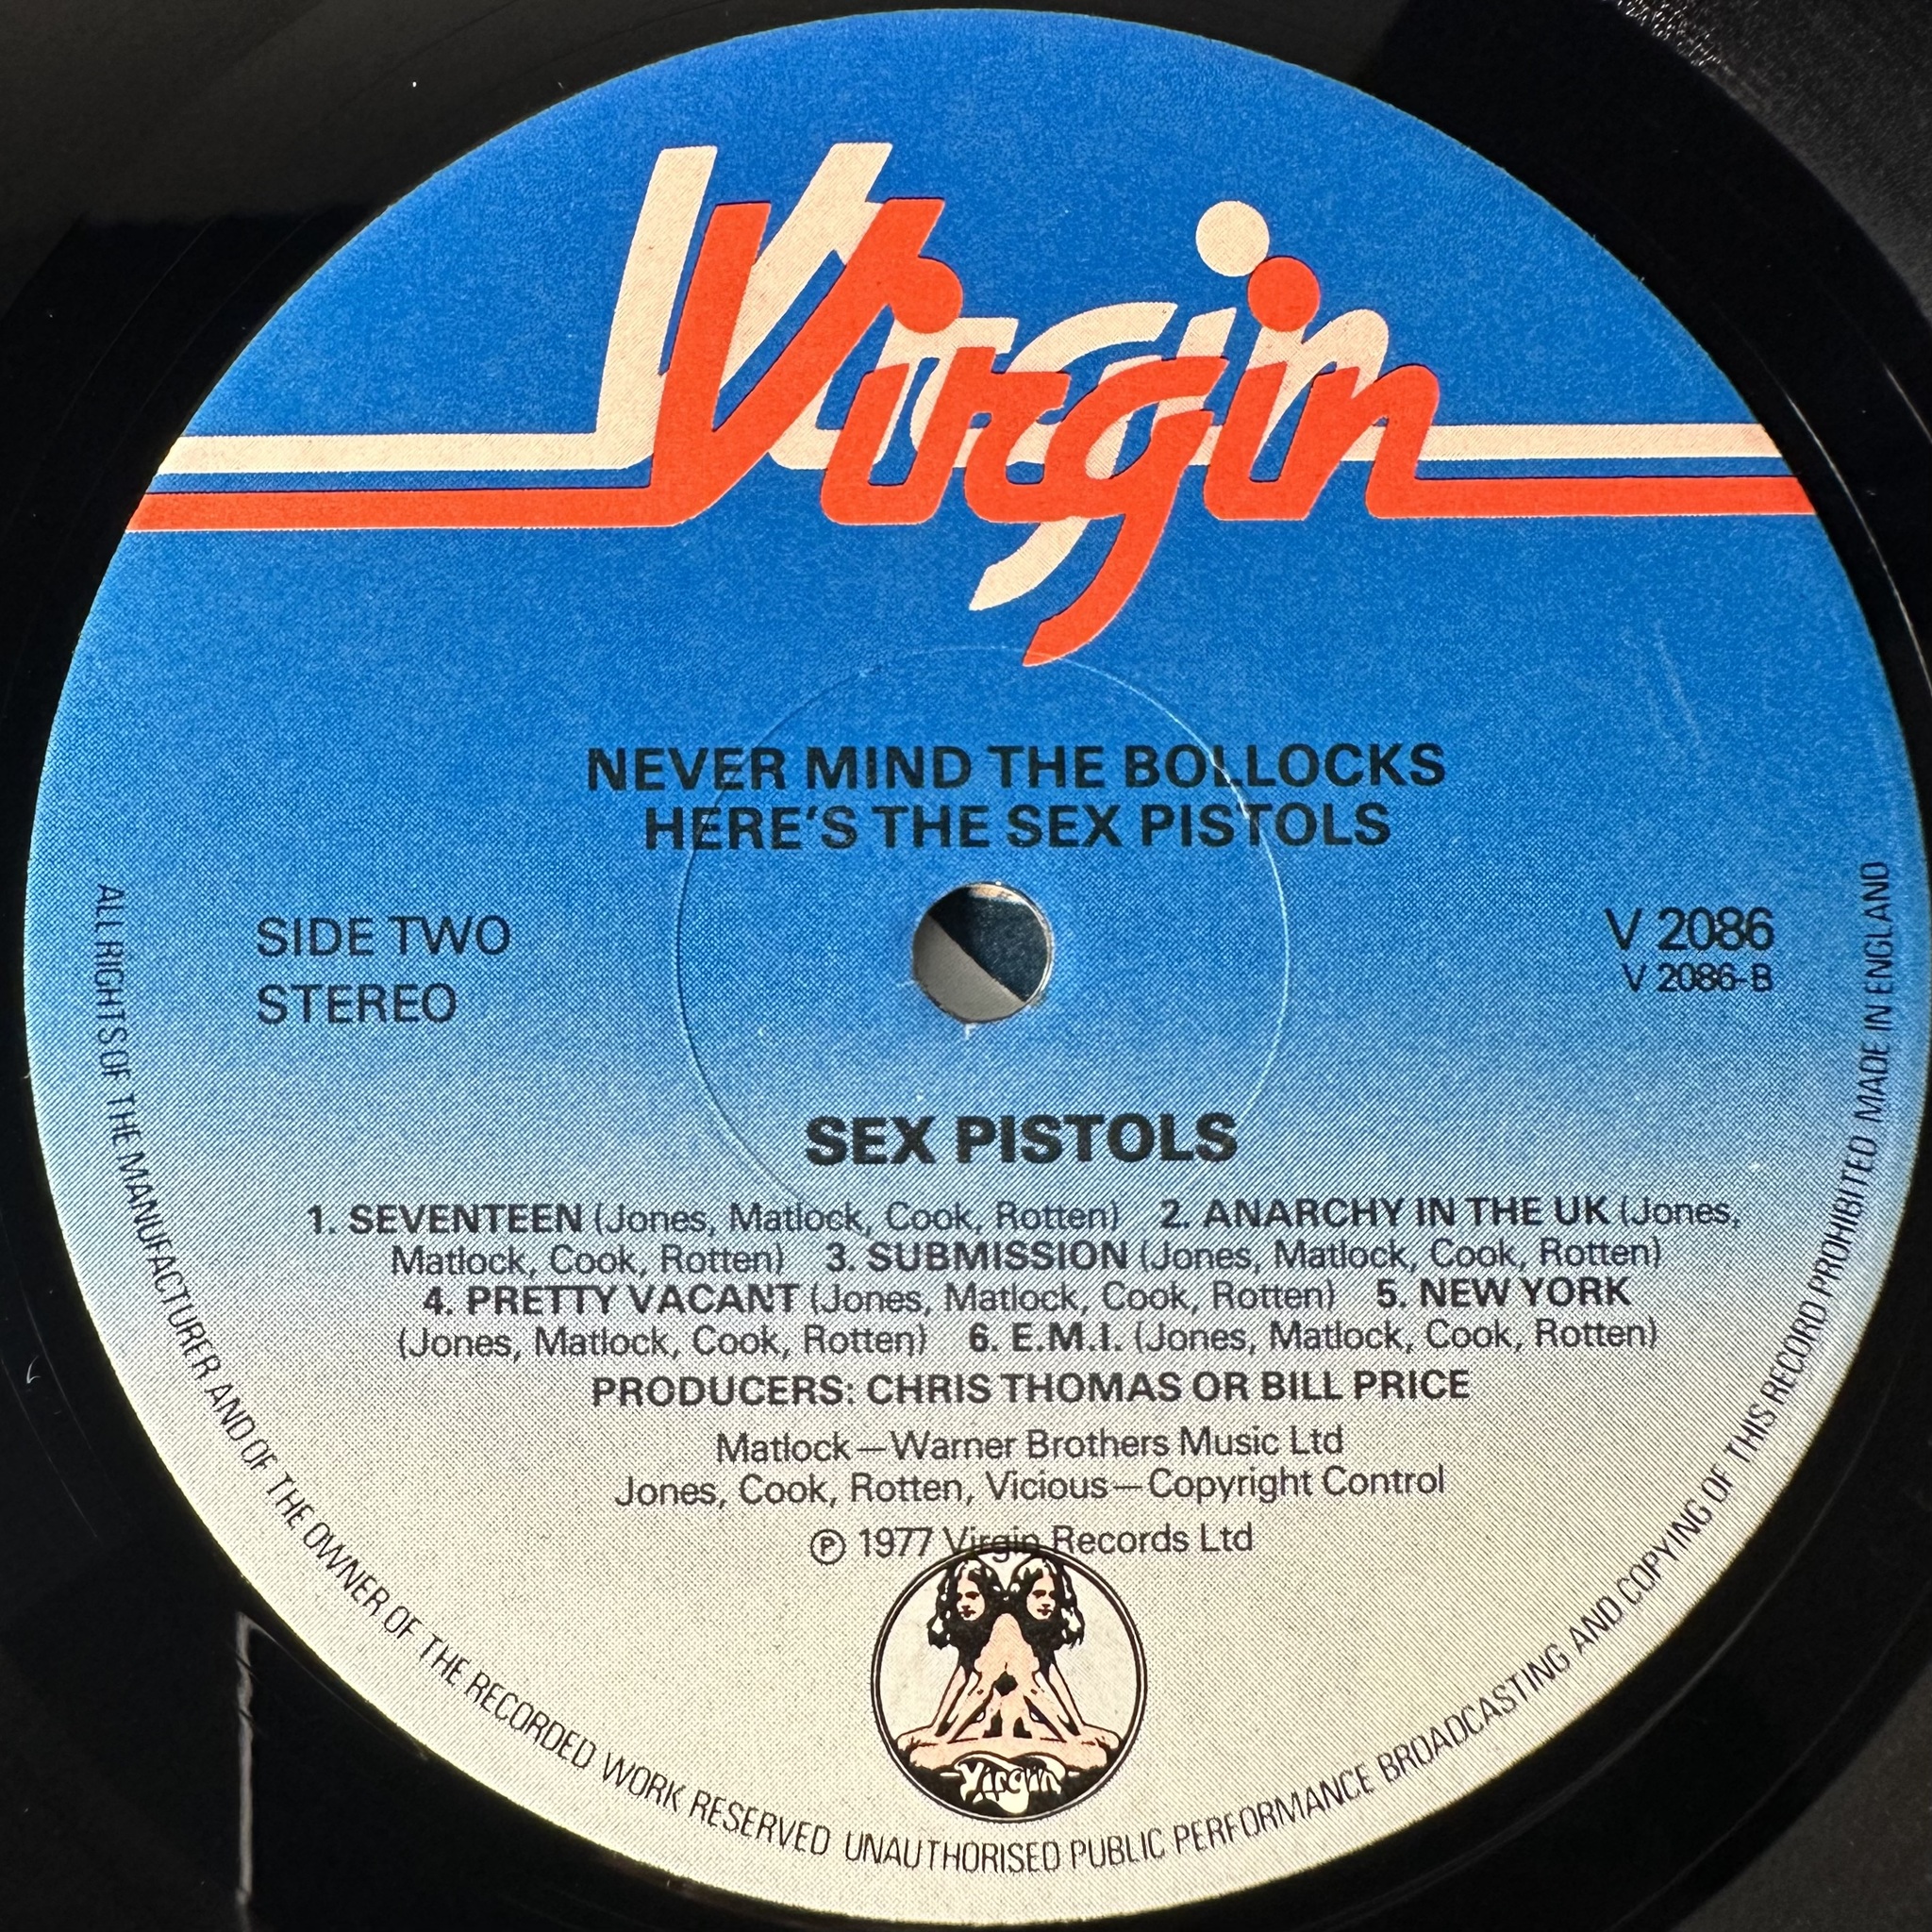 Virgin
NEVER MIND THE BOLLOCKS
HERE'S THE SEX PISTOLS
SIDE TWO
STEREO
V 2086
V 2086-B
SEX PISTOLS
1. SEVENTEEN (Jones, Matlock, Cook, Rotten) 2. ANARCHY IN THE UK (Jones,
Matlock, Cook, Rotten) 3. SUBMISSION (Jones, Matlock, Cook, Rotten)
4. PRETTY VACANT (Jones, Matlock, Cook, Rotten) 5. NEW YORK
(Jones, Matlock, Cook, Rotten) 6. E.M.I. (Jones, Matlock, Cook, Rotten)
PRODUCERS: CHRIS THOMAS OR BILL PRICE
Matlock—Warner Brothers Music Ltd
Jones, Cook, Rotten, Vicious—Copyright Control
℗ 1977 Virgin Records Ltd
Virgin
ALL RIGHTS OF THE MANUFACTURER AND OF THE OWNER OF THE RECORDED WORK RESERVED UNAUTHORISED PUBLIC PERFORMANCE BROADCASTING AND COPYING OF THIS RECORD PROHIBITED MADE IN ENGLAND